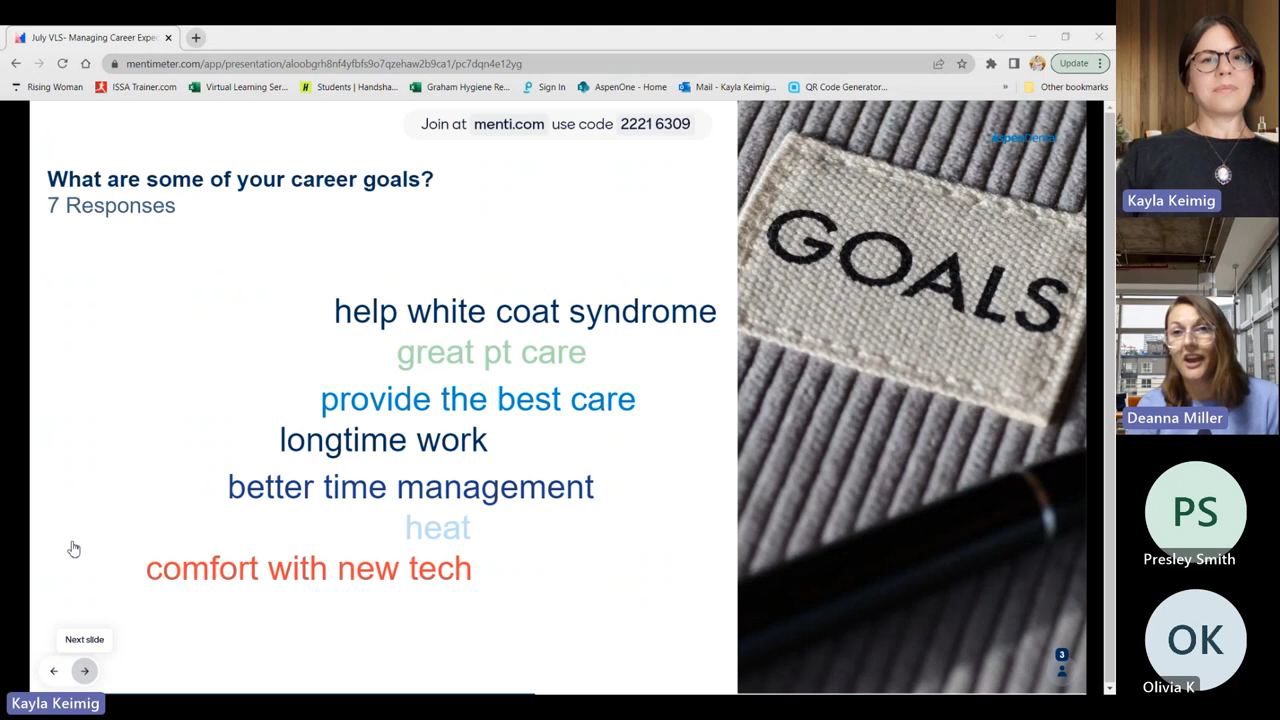 July VLS- Managing Career Expe
mentimeter.com/app/presentation/aloobgrh8nf4yfbfs9o7qzehaw2b9ca1/pc7dqn4e12yg
Update
Rising Woman
ISSA Trainer.com
Virtual Learning Ser...
Students | Handsha...
Graham Hygiene Re...
Sign In
AspenOne - Home
Mail - Kayla Keimig...
QR Code Generator...
»
Other bookmarks
Join at menti.com use code 2221 6309
AspenDental
What are some of your career goals?
7 Responses
GOALS
help white coat syndrome
great pt care
provide the best care
longtime work
better time management
heat
comfort with new tech
Next slide
3
Kayla Keimig
Kayla Keimig
Deanna Miller
PS
Presley Smith
OK
Olivia K